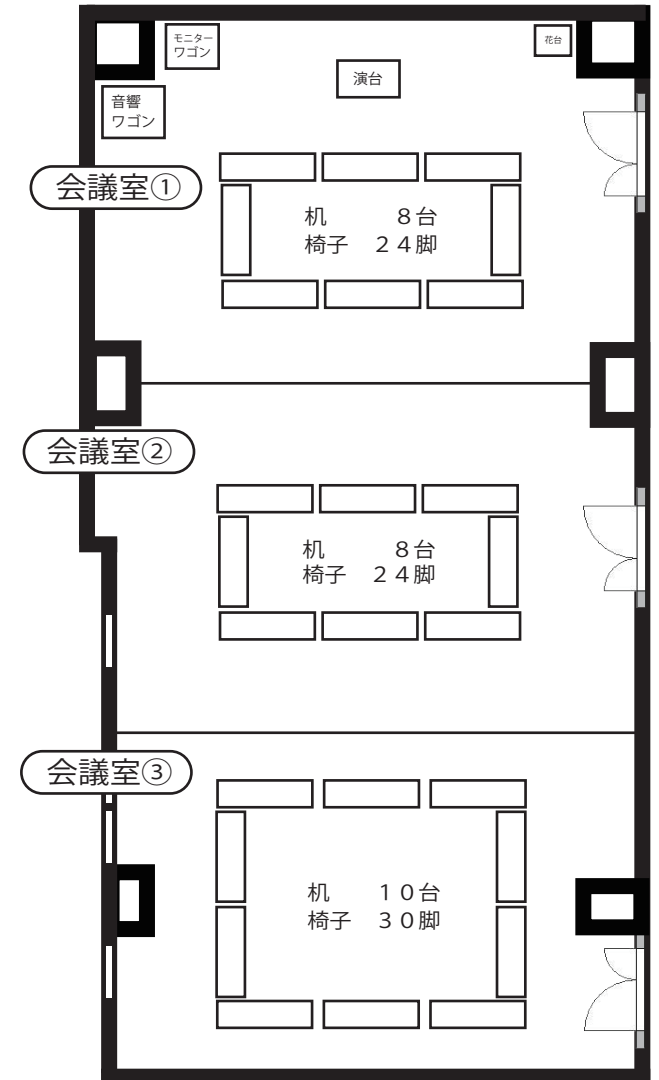 モニター
ワゴン
花台
演台
音響
ワゴン
会議室①
机　　　８台
椅子　２４脚
会議室②
机　　　８台
椅子　２４脚
会議室③
机　　１０台
椅子　３０脚